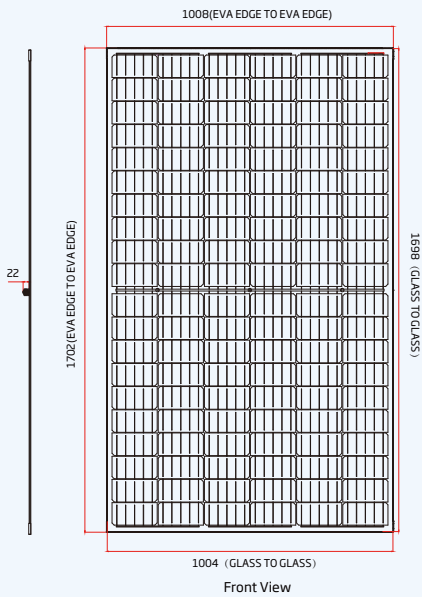 1008(EVA EDGE TO EVA EDGE)
22
1702(EVA EDGE TO EVA EDGE)
1698（GLASS TO GLASS）
1004（GLASS TO GLASS）
Front View